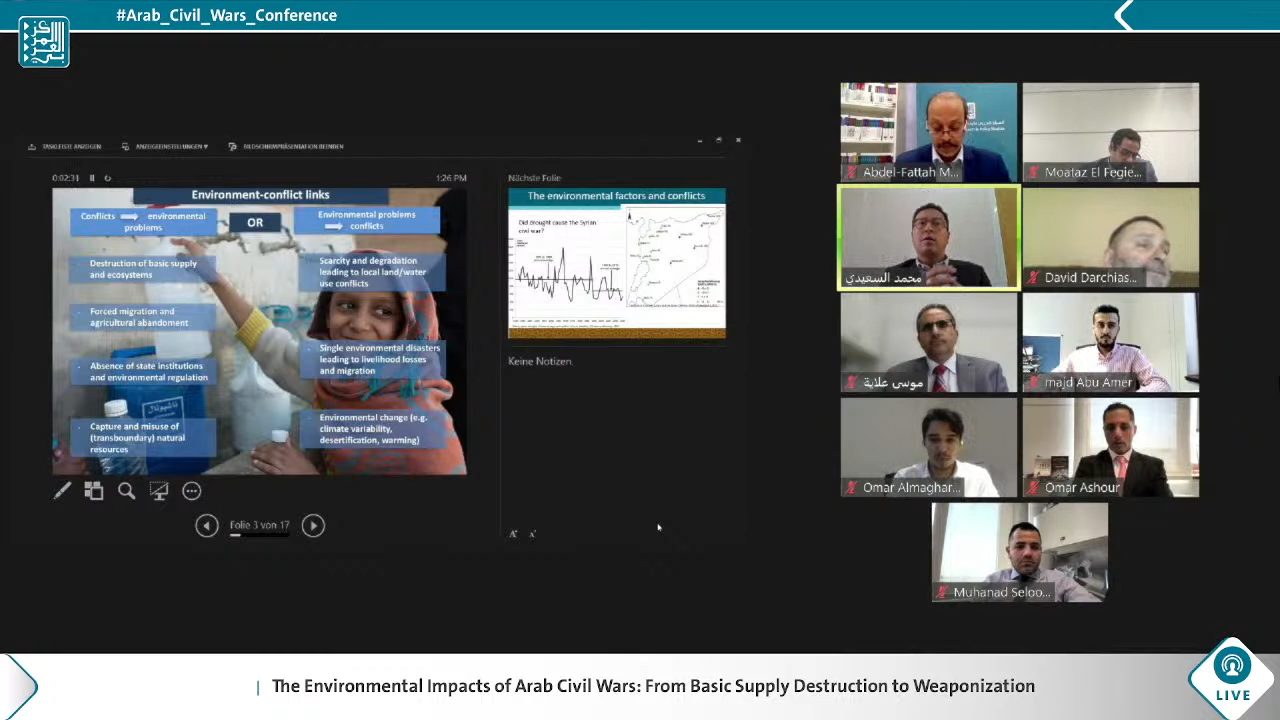 #Arab_Civil_Wars_Conference
TASKLEISTE ANZEIGEN
ANZEIGEEINSTELLUNGEN ▾
BILDSCHIRMPRÄSENTATION BEENDEN
0:02:31
1:26 PM
Nächste Folie
Environment-conflict links
Conflicts ⟹ environmental
problems
OR
Environmental problems
⟹ conflicts
- Destruction of basic supply
and ecosystems
- Forced migration and
agricultural abandoment
- Absence of state institutions
and environmental regulation
- Capture and misuse of
(transboundary) natural
resources
- Scarcity and degradation
leading to local land/water
use conflicts
- Single environmental disasters
leading to livelihood losses
and migration
- Environmental change (e.g.
climate variability,
desertification, warming)
The environmental factors and conflicts
Did drought cause the Syrian
civil war?
Keine Notizen.
Folie 3 von 17
Abdel-Fattah M...
Moataz El Fegie...
محمد السعيدي
David Darchias...
موسى علاية
majd Abu Amer
Omar Almaghar...
Omar Ashour
Muhanad Seloo...
The Environmental Impacts of Arab Civil Wars: From Basic Supply Destruction to Weaponization
LIVE